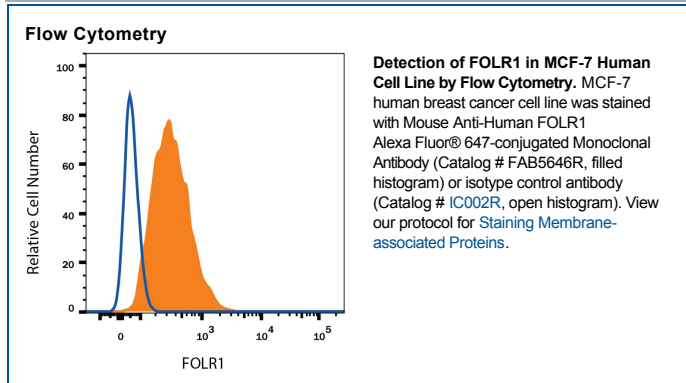 Flow Cytometry
100
80
60
40
20
0
Relative Cell Number
0 10³ 10⁴ 10⁵
FOLR1
Detection of FOLR1 in MCF-7 Human
Cell Line by Flow Cytometry. MCF-7
human breast cancer cell line was stained
with Mouse Anti-Human FOLR1
Alexa Fluor® 647-conjugated Monoclonal
Antibody (Catalog # FAB5646R, filled
histogram) or isotype control antibody
(Catalog # IC002R, open histogram). View
our protocol for Staining Membrane-
associated Proteins.